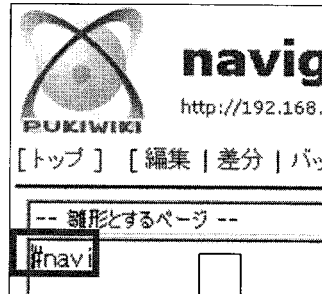 PUKIWIKI
navig
http://192.168.
[トップ] [編集 | 差分 | バッ
-- 雛形とするページ --
#navi